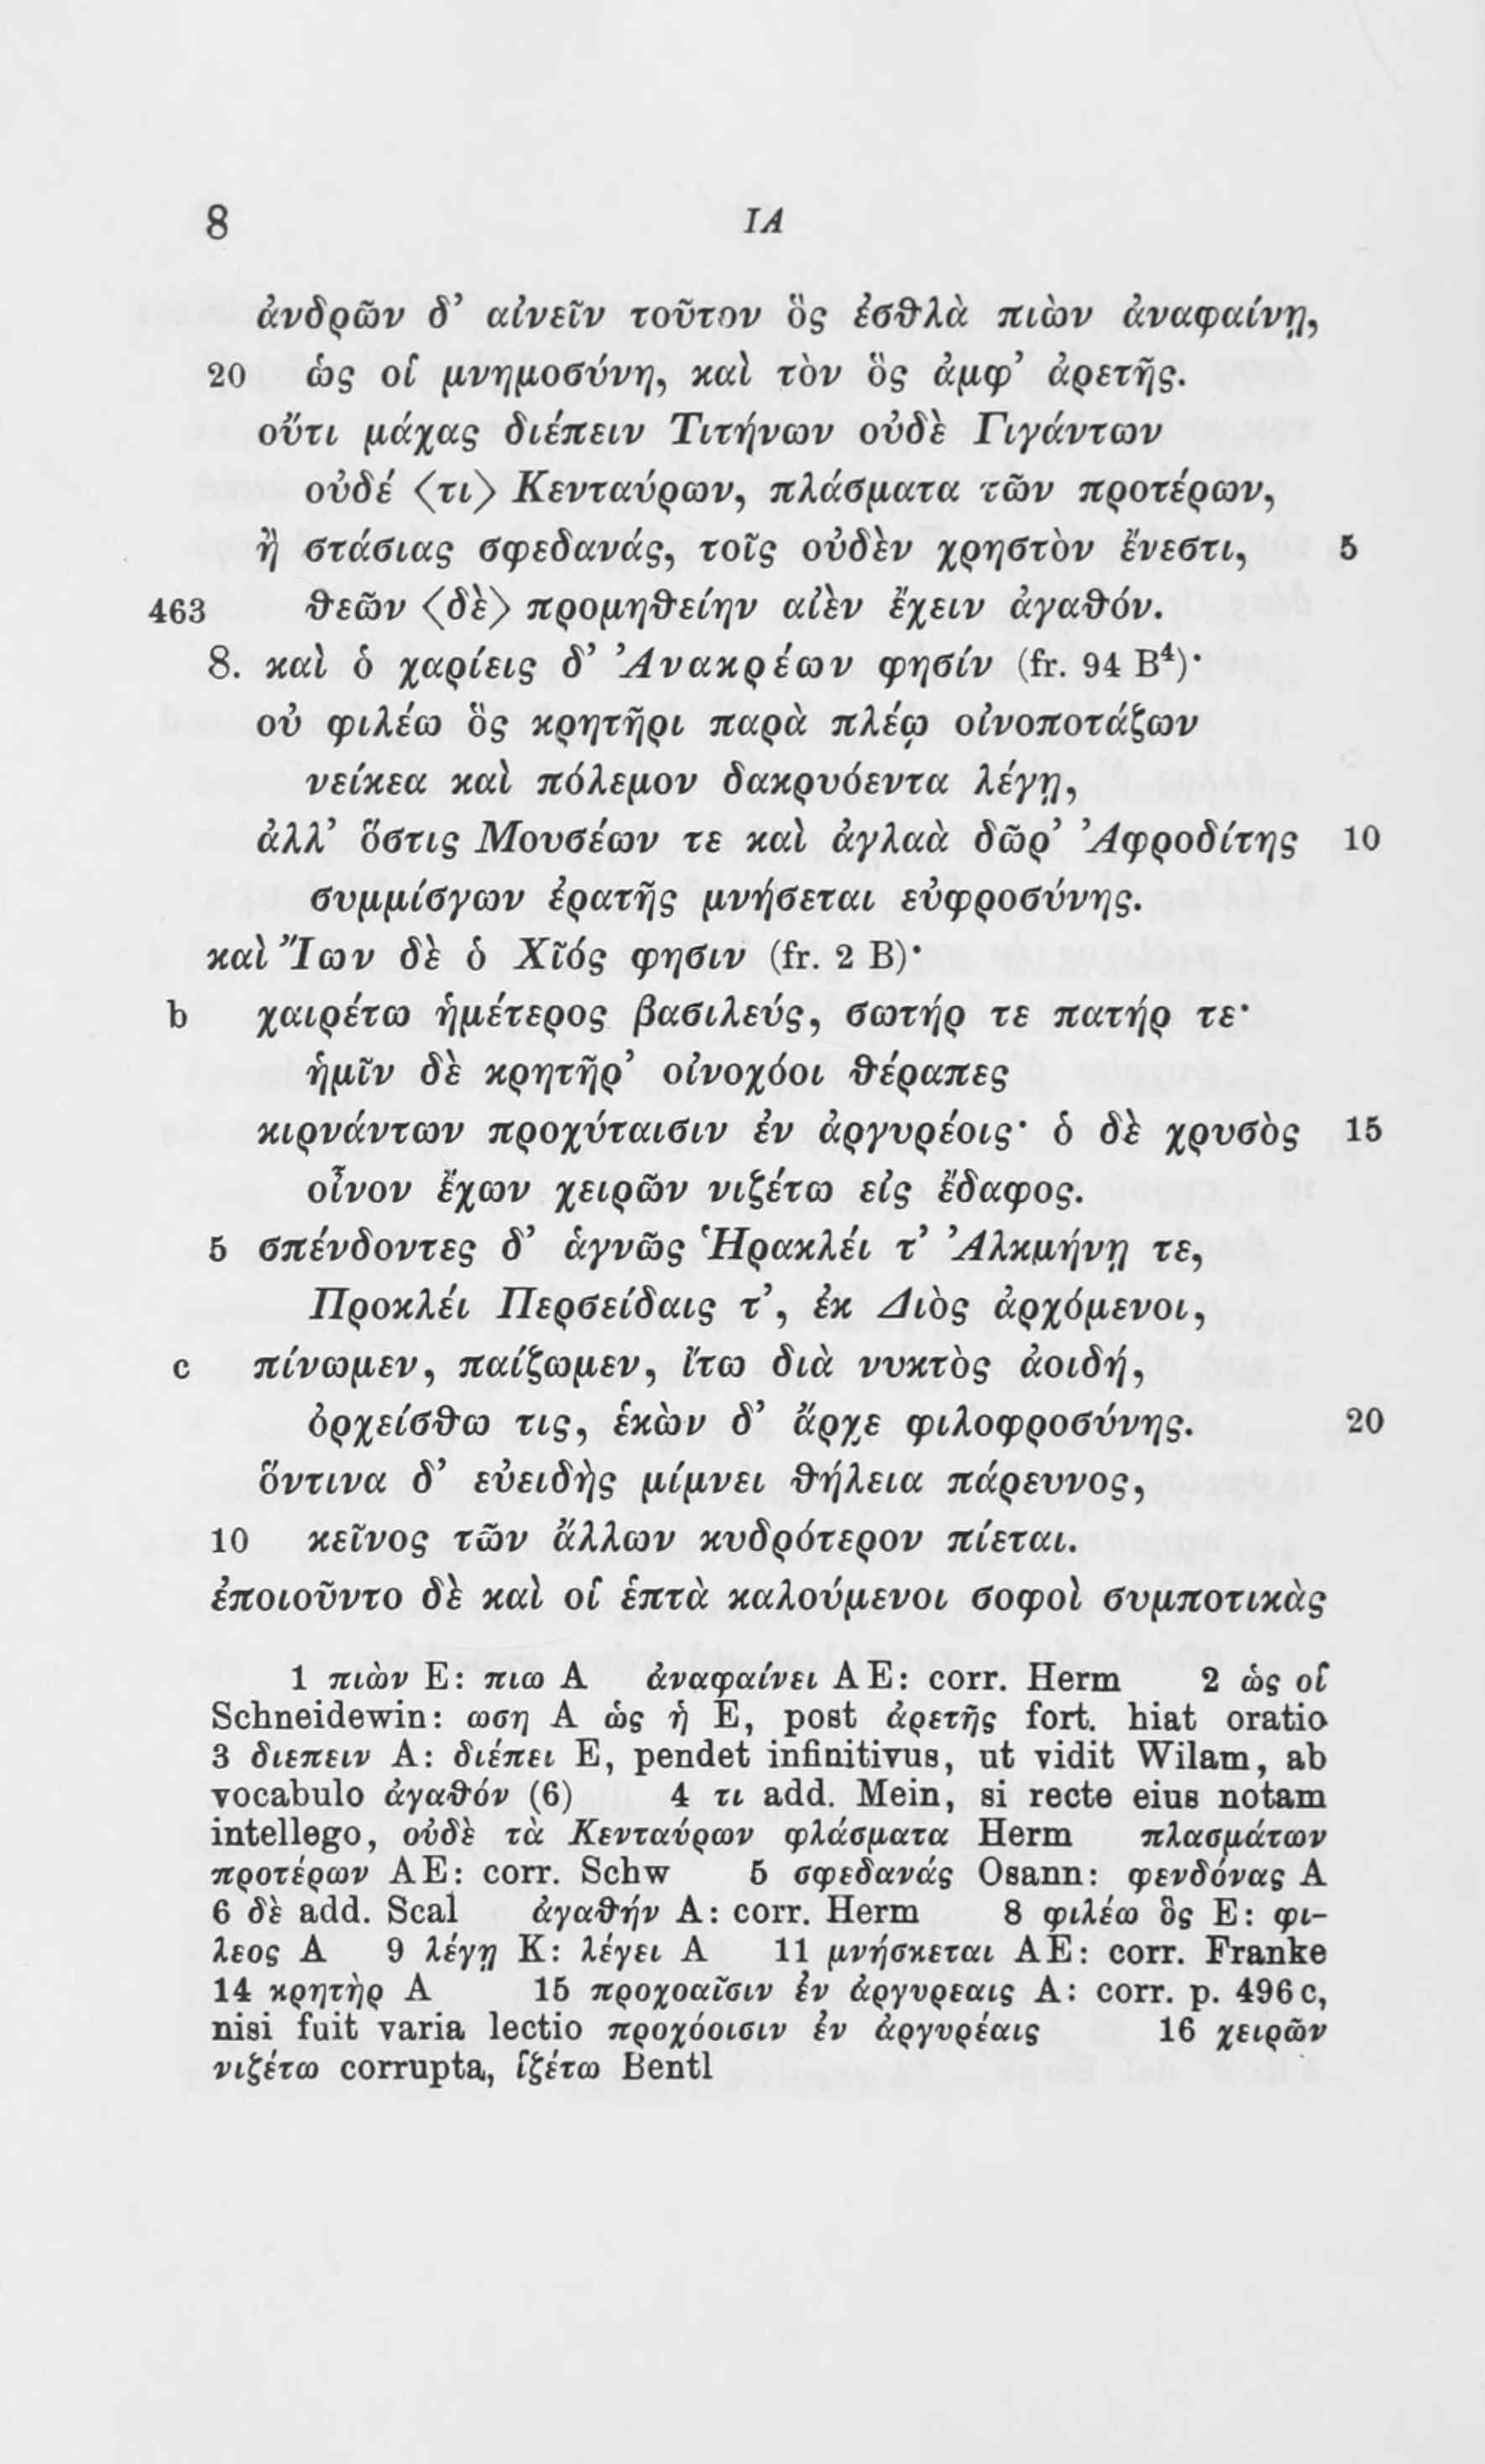 8 ΙΑ
ἀνδρῶν δ’ αἰνεῖν τοῦτον ὃς ἐσθλὰ πιὼν ἀναφαίνῃ,
20 ὥς οἱ μνημοσύνη, καὶ τὸν ὃς ἀμφ’ ἀρετῆς.
οὔτι μάχας διέπειν Τιτήνων οὐδὲ Γιγάντων
οὐδέ ⟨τι⟩ Κενταύρων, πλάσματα τῶν προτέρων,
ἢ στάσιας σφεδανάς, τοῖς οὐδὲν χρηστὸν ἔνεστι, 5
463 θεῶν ⟨δὲ⟩ προμηθείην αἰὲν ἔχειν ἀγαθόν.
8. καὶ ὁ χαρίεις δ’ Ἀνακρέων φησίν (fr. 94 B⁴)·
οὐ φιλέω ὃς κρητῆρι παρὰ πλέῳ οἰνοποτάζων
νείκεα καὶ πόλεμον δακρυόεντα λέγῃ,
ἀλλ’ ὅστις Μουσέων τε καὶ ἀγλαὰ δῶρ’ Ἀφροδίτης 10
συμμίσγων ἐρατῆς μνήσεται εὐφροσύνης.
καὶ Ἴων δὲ ὁ Χῖός φησιν (fr. 2 B)·
b χαιρέτω ἡμέτερος βασιλεύς, σωτήρ τε πατήρ τε·
ἡμῖν δὲ κρητῆρ’ οἰνοχόοι θέραπες
κιρνάντων προχύταισιν ἐν ἀργυρέοις· ὁ δὲ χρυσὸς 15
οἶνον ἔχων χειρῶν νιζέτω εἰς ἔδαφος.
5 σπένδοντες δ’ ἁγνῶς Ἡρακλέι τ’ Ἀλκμήνῃ τε,
Προκλέι Περσείδαις τ’, ἐκ Διὸς ἀρχόμενοι,
c πίνωμεν, παίζωμεν, ἴτω διὰ νυκτὸς ἀοιδή,
ὀρχείσθω τις, ἑκὼν δ’ ἄρχε φιλοφροσύνης. 20
ὅντινα δ’ εὐειδὴς μίμνει θήλεια πάρευνος,
10 κεῖνος τῶν ἄλλων κυδρότερον πίεται.
ἐποιοῦντο δὲ καὶ οἱ ἑπτὰ καλούμενοι σοφοὶ συμποτικὰς
1 πιὼν E: πιω A ἀναφαίνει AE: corr. Herm 2 ὥς οἱ
Schneidewin: ωση A ὡς ἡ E, post ἀρετῆς fort. hiat oratio
3 διεπειν A: διέπει E, pendet infinitivus, ut vidit Wilam, ab
vocabulo ἀγαθόν (6) 4 τι add. Mein, si recte eius notam
intellego, οὐδὲ τὰ Κενταύρων φλάσματα Herm πλασμάτων
προτέρων AE: corr. Schw 5 σφεδανάς Osann: φενδόνας A
6 δὲ add. Scal ἀγαθήν A: corr. Herm 8 φιλέω ὃς E: φι-
λεος A 9 λέγῃ K: λέγει A 11 μνήσκεται AE: corr. Franke
14 κρητὴρ A 15 προχοαῖσιν ἐν ἀργυρεαις A: corr. p. 496c,
nisi fuit varia lectio προχόοισιν ἐν ἀργυρέαις 16 χειρῶν
νιζέτω corrupta, ἱζέτω Bentl